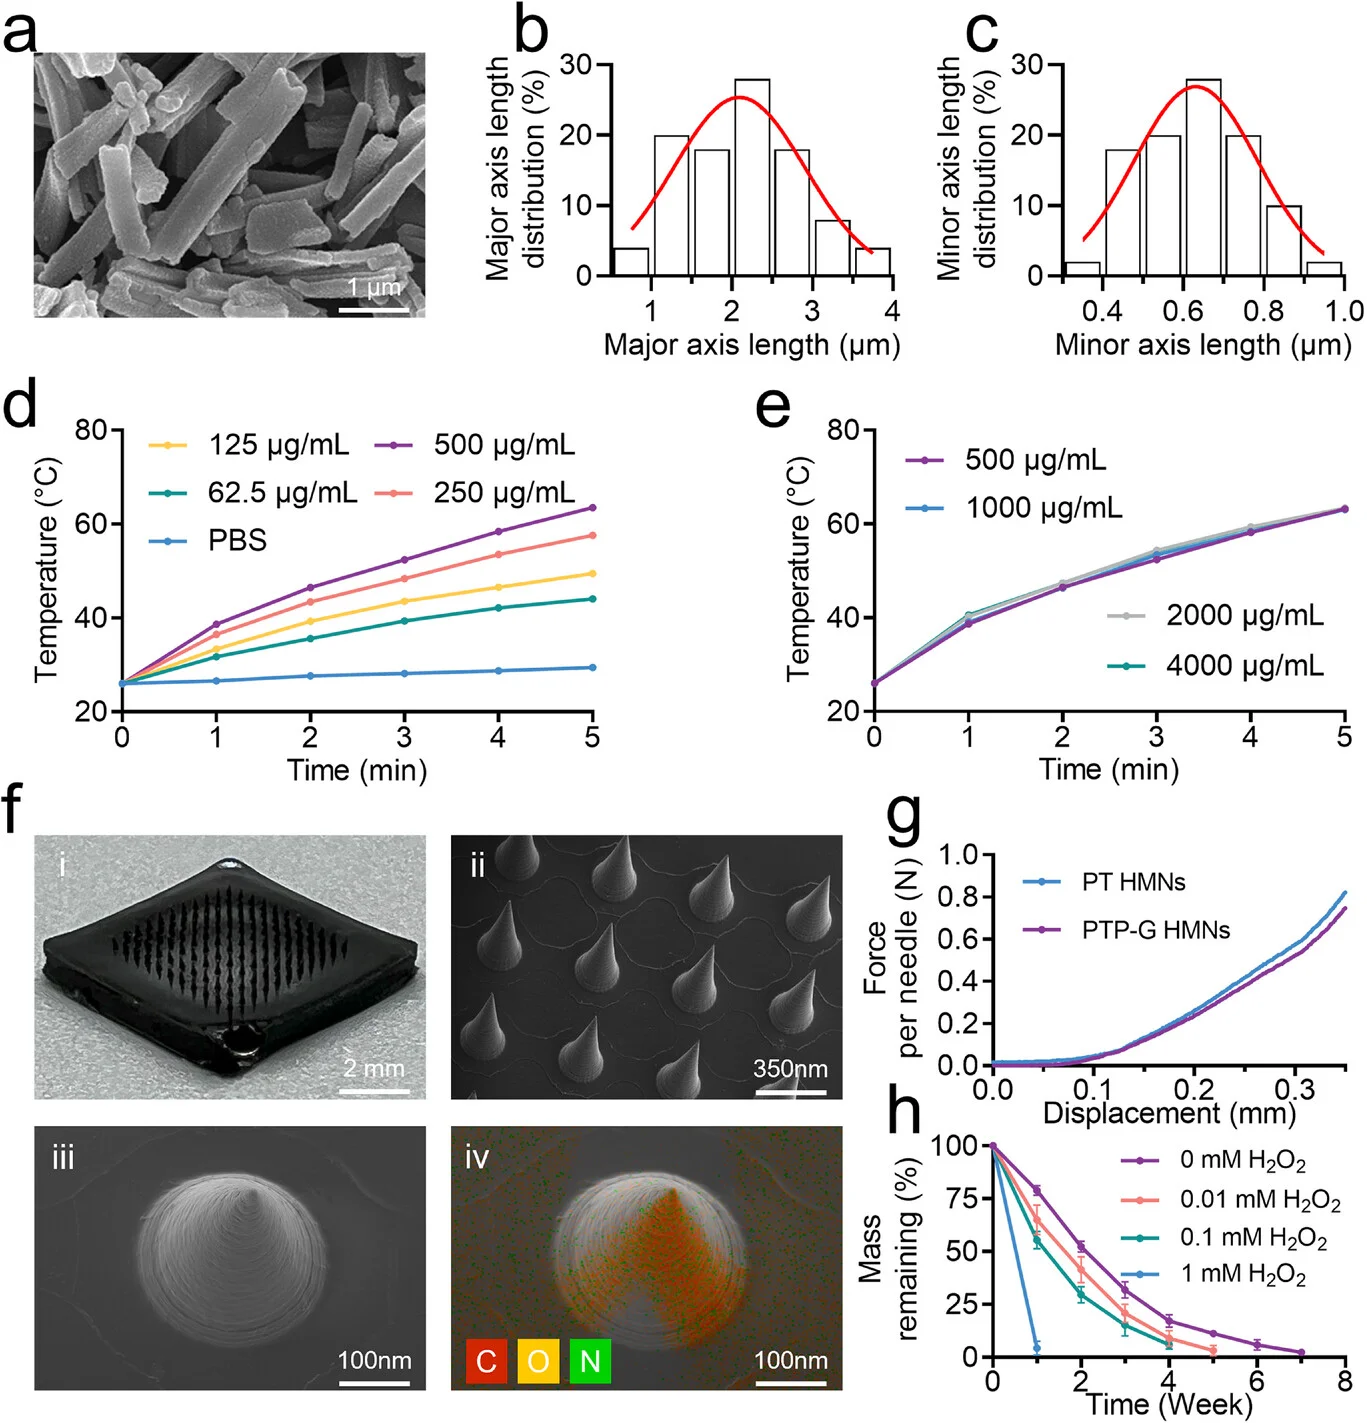 a
1 µm
b
Major axis length
distribution (%)
30
20
10
0
1 2 3 4
Major axis length (µm)
c
Minor axis length
distribution (%)
30
20
10
0
0.4 0.6 0.8 1.0
Minor axis length (µm)
d
Temperature (°C)
80
60
40
20
125 µg/mL
500 µg/mL
62.5 µg/mL
250 µg/mL
PBS
0 1 2 3 4 5
Time (min)
e
Temperature (°C)
80
60
40
20
500 µg/mL
1000 µg/mL
2000 µg/mL
4000 µg/mL
0 1 2 3 4 5
Time (min)
f
i
2 mm
ii
350nm
iii
100nm
iv
C O N
100nm
g
Force
per needle (N)
1.0
0.8
0.6
0.4
0.2
0.0
PT HMNs
PTP-G HMNs
0.0 0.1 0.2 0.3
Displacement (mm)
h
Mass
remaining (%)
100
75
50
25
0
0 mM H₂O₂
0.01 mM H₂O₂
0.1 mM H₂O₂
1 mM H₂O₂
0 2 4 6 8
Time (Week)